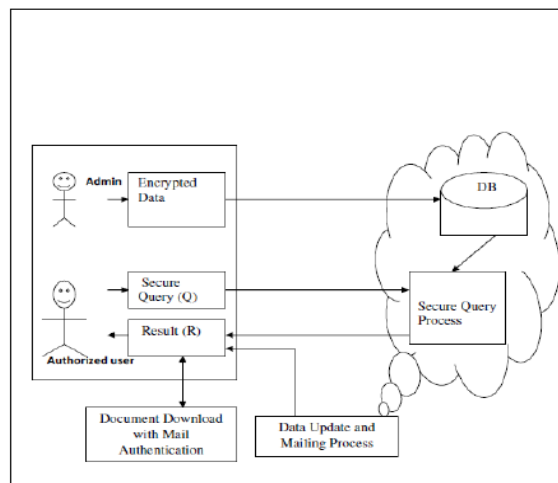 Admin
Encrypted
Data
DB
Secure
Query (Q)
Secure Query
Process
Result (R)
Authorized user
Document Download
with Mail
Authentication
Data Update and
Mailing Process